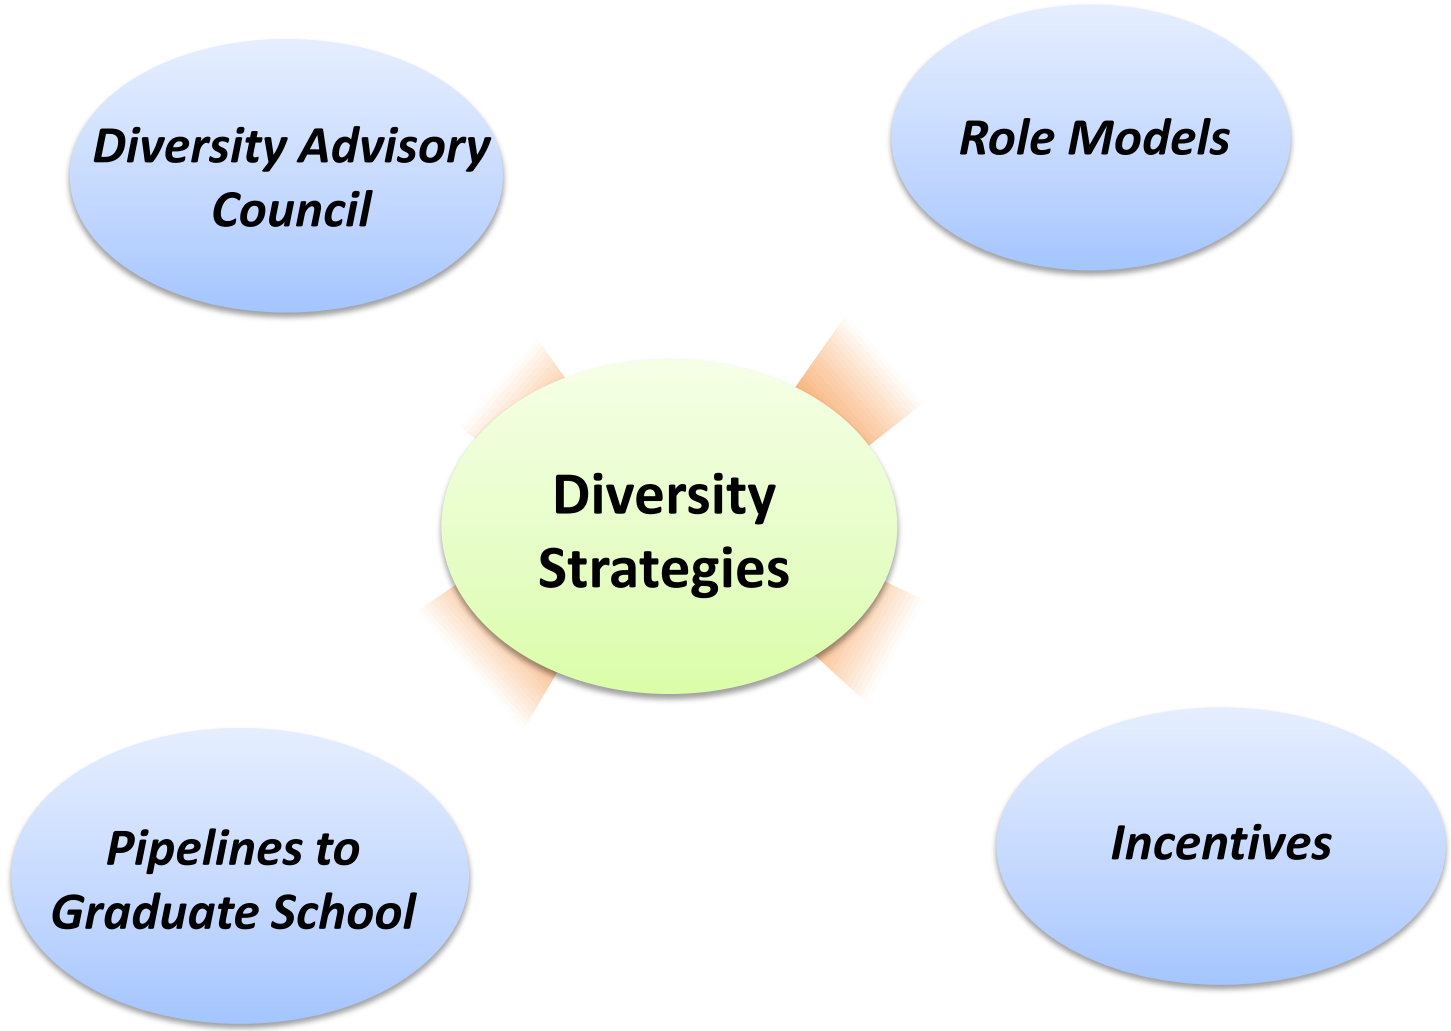 Diversity Advisory
Council
Role Models
Diversity
Strategies
Pipelines to
Graduate School
Incentives